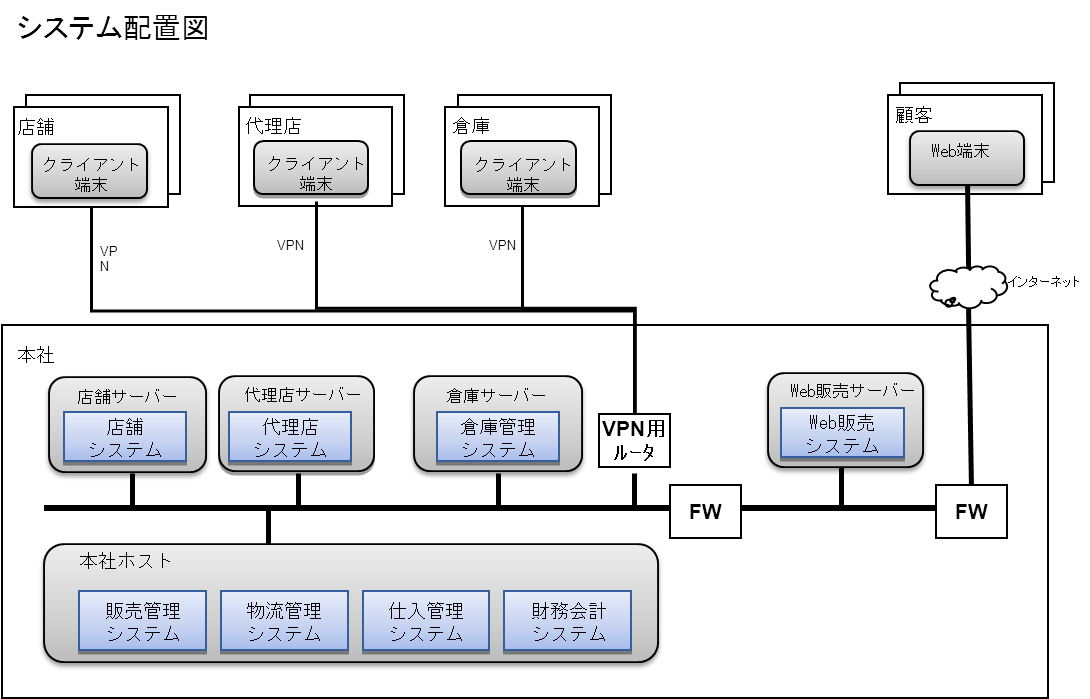 システム配置図
店舗
クライアント
端末
代理店
クライアント
端末
倉庫
クライアント
端末
顧客
Web端末
VP
N
VPN
VPN
インターネット
本社
店舗サーバー
店舗
システム
代理店サーバー
代理店
システム
倉庫サーバー
倉庫管理
システム
VPN用
ルータ
Web販売サーバー
Web販売
システム
FW
FW
本社ホスト
販売管理
システム
物流管理
システム
仕入管理
システム
財務会計
システム